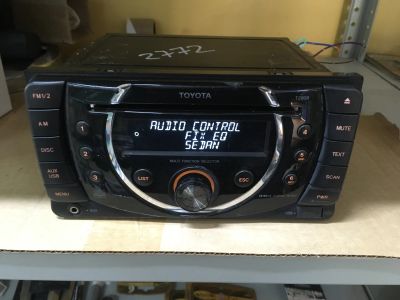 2772
TOYOTA
FM1/2
AM
DISC
AUX
USB
MENU
AUDIO CONTROL
FIX EQ
SEDAN
MULTI FUNCTION SELECTOR
1
2
3
4
5
6
LIST
ESC
MUTE
TEXT
SCAN
PWR